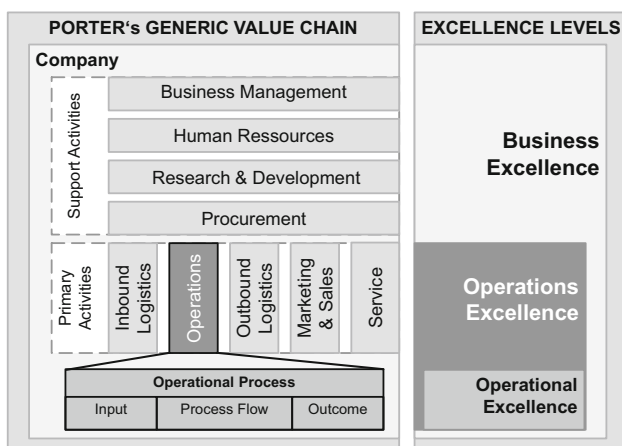 PORTER‘s GENERIC VALUE CHAIN
EXCELLENCE LEVELS
Company
Support Activities
Business Management
Human Ressources
Research & Development
Procurement
Business
Excellence
Primary
Activities
Inbound
Logistics
Operations
Outbound
Logistics
Marketing
& Sales
Service
Operations
Excellence
Operational Process
Input
Process Flow
Outcome
Operational
Excellence